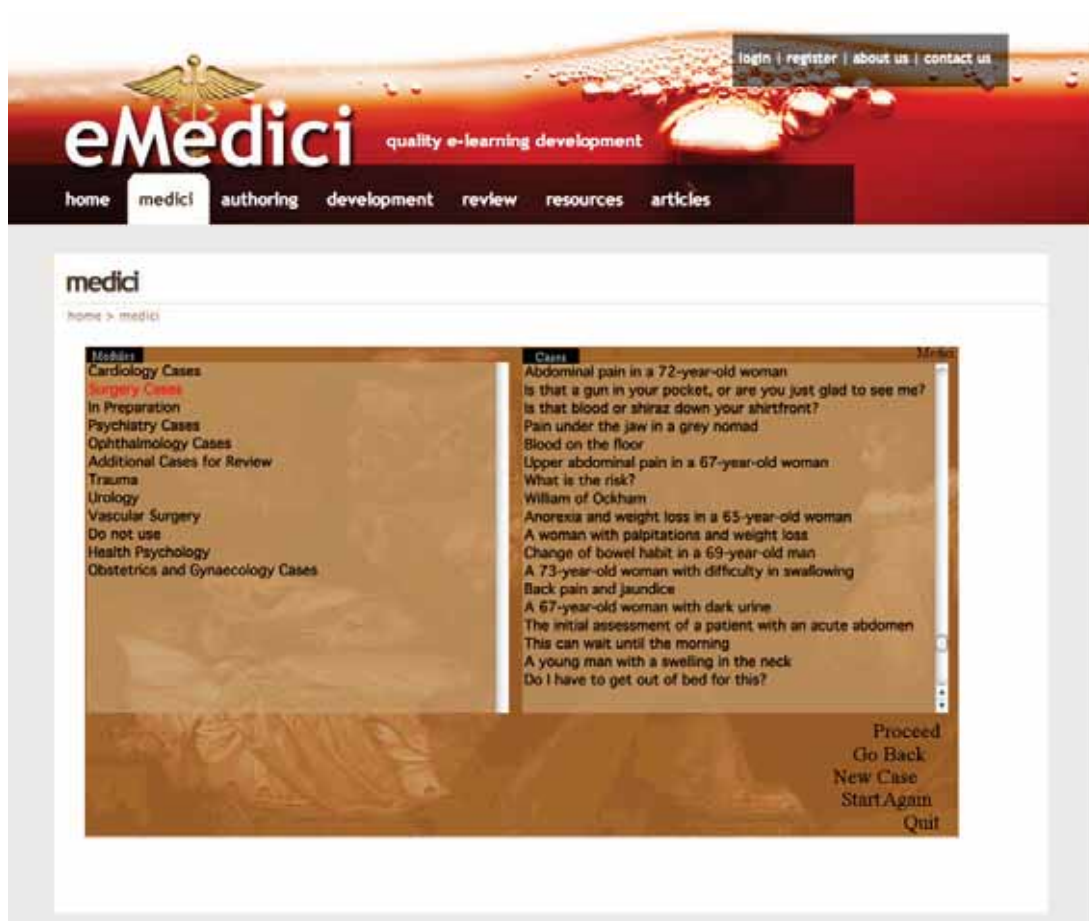 login | register | about us | contact us
eMedici
quality e-learning development
home medici authoring development review resources articles
medici
home > medici
Modules
Cardiology Cases
Surgery Cases
In Preparation
Psychiatry Cases
Ophthalmology Cases
Additional Cases for Review
Trauma
Urology
Vascular Surgery
Do not use
Health Psychology
Obstetrics and Gynaecology Cases
Cases
Medici
Abdominal pain in a 72-year-old woman
Is that a gun in your pocket, or are you just glad to see me?
Is that blood or shiraz down your shirtfront?
Pain under the jaw in a grey nomad
Blood on the floor
Upper abdominal pain in a 67-year-old woman
What is the risk?
William of Ockham
Anorexia and weight loss in a 65-year-old woman
A woman with palpitations and weight loss
Change of bowel habit in a 69-year-old man
A 73-year-old woman with difficulty in swallowing
Back pain and jaundice
A 67-year-old woman with dark urine
The initial assessment of a patient with an acute abdomen
This can wait until the morning
A young man with a swelling in the neck
Do I have to get out of bed for this?
Proceed
Go Back
New Case
Start Again
Quit